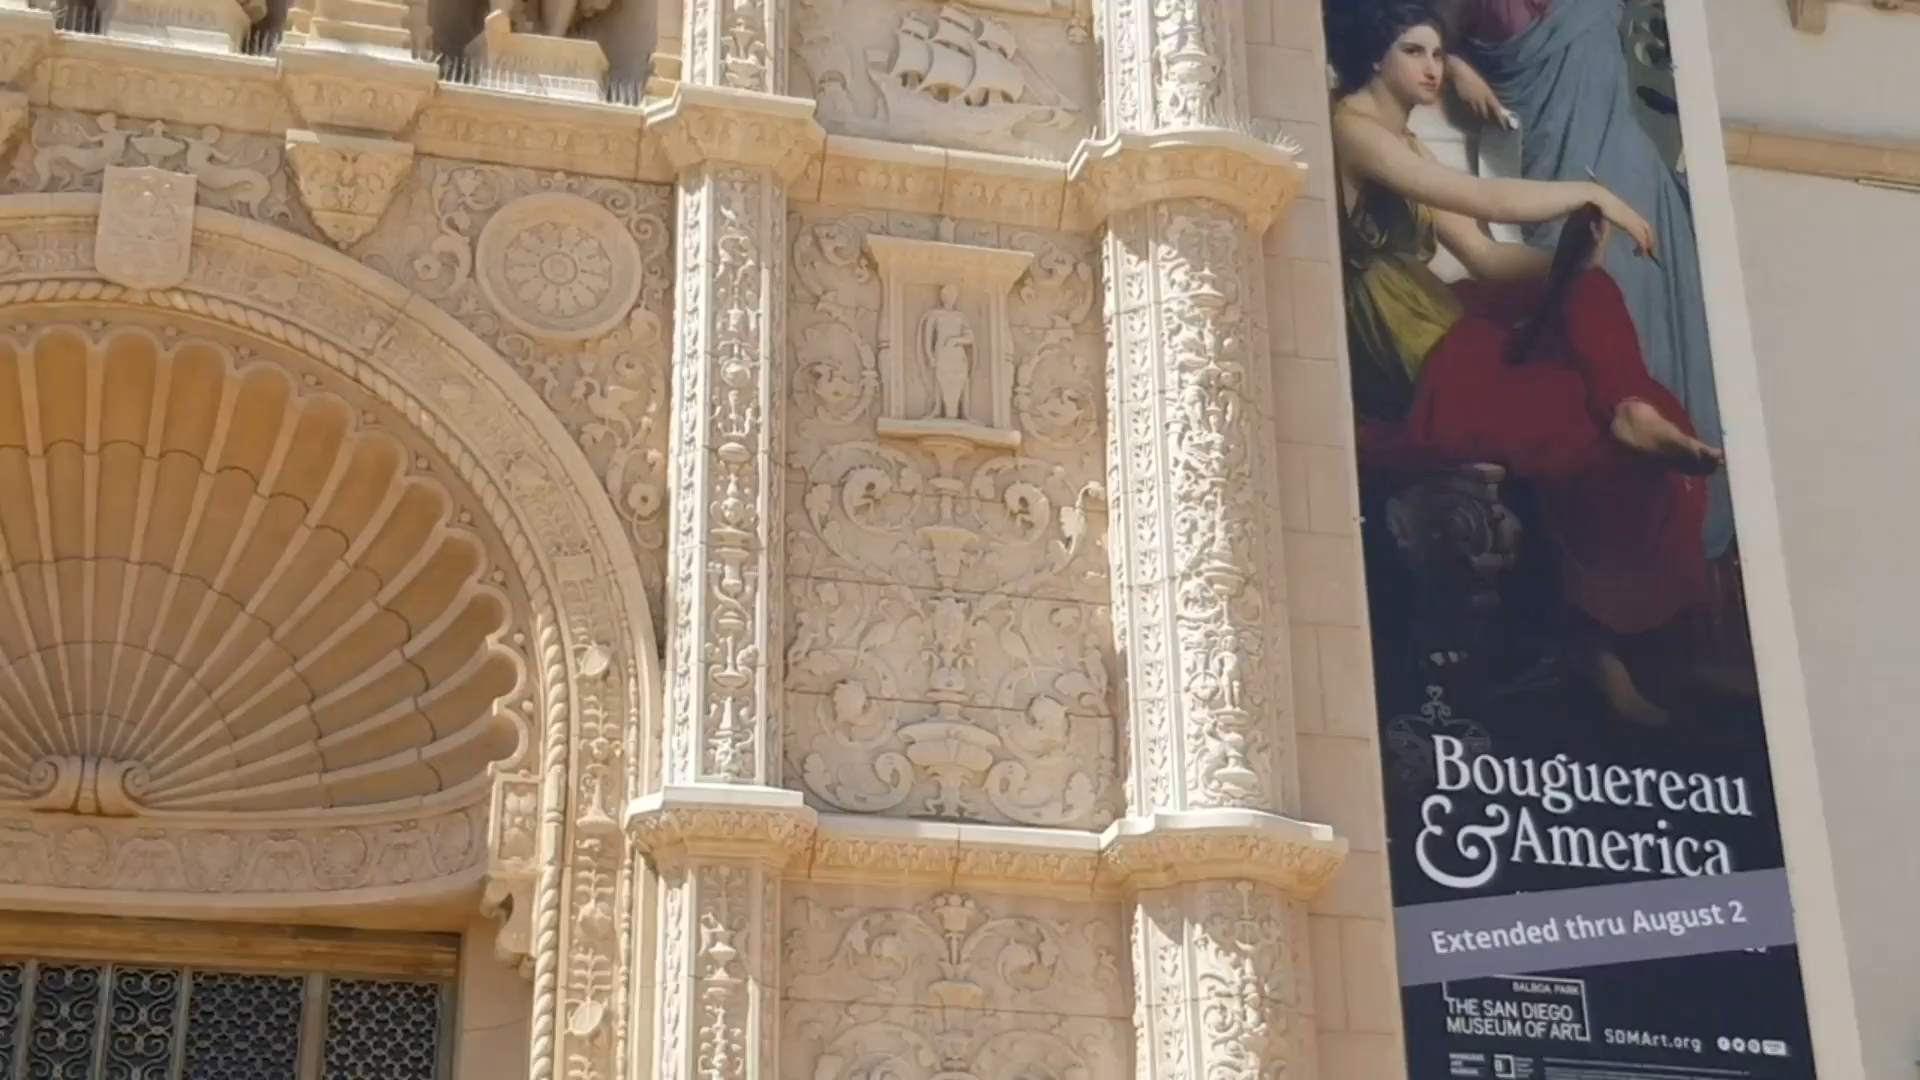 Bouguereau
&America
Extended thru August 2
BALBOA PARK
THE SAN DIEGO
MUSEUM OF ART
SDMArt.org